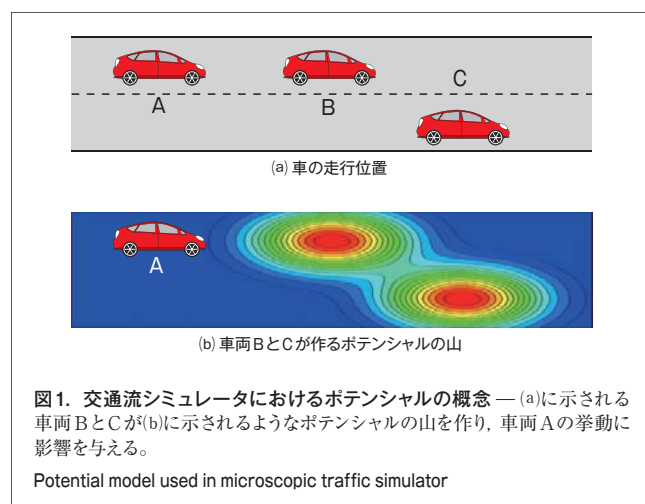 A
B
C
(a) 車の走行位置
A
(b) 車両BとCが作るポテンシャルの山
図1. 交通流シミュレータにおけるポテンシャルの概念 — (a)に示される
車両BとCが(b)に示されるようなポテンシャルの山を作り, 車両Aの挙動に
影響を与える。
Potential model used in microscopic traffic simulator